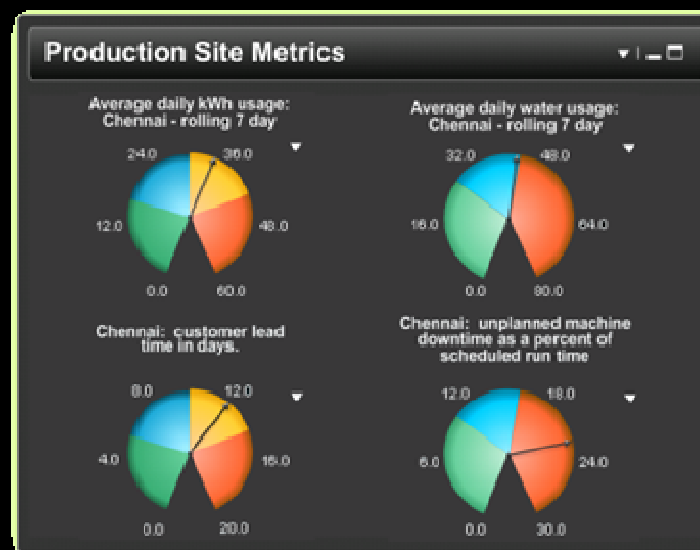 Production Site Metrics
Average daily kWh usage:
Chennai - rolling 7 day
24.0 36.0
12.0 48.0
0.0 60.0
Average daily water usage:
Chennai - rolling 7 day
32.0 48.0
16.0 64.0
0.0 80.0
Chennai: customer lead
time in days.
8.0 12.0
4.0 16.0
0.0 20.0
Chennai: unplanned machine
downtime as a percent of
scheduled run time
12.0 18.0
6.0 24.0
0.0 30.0